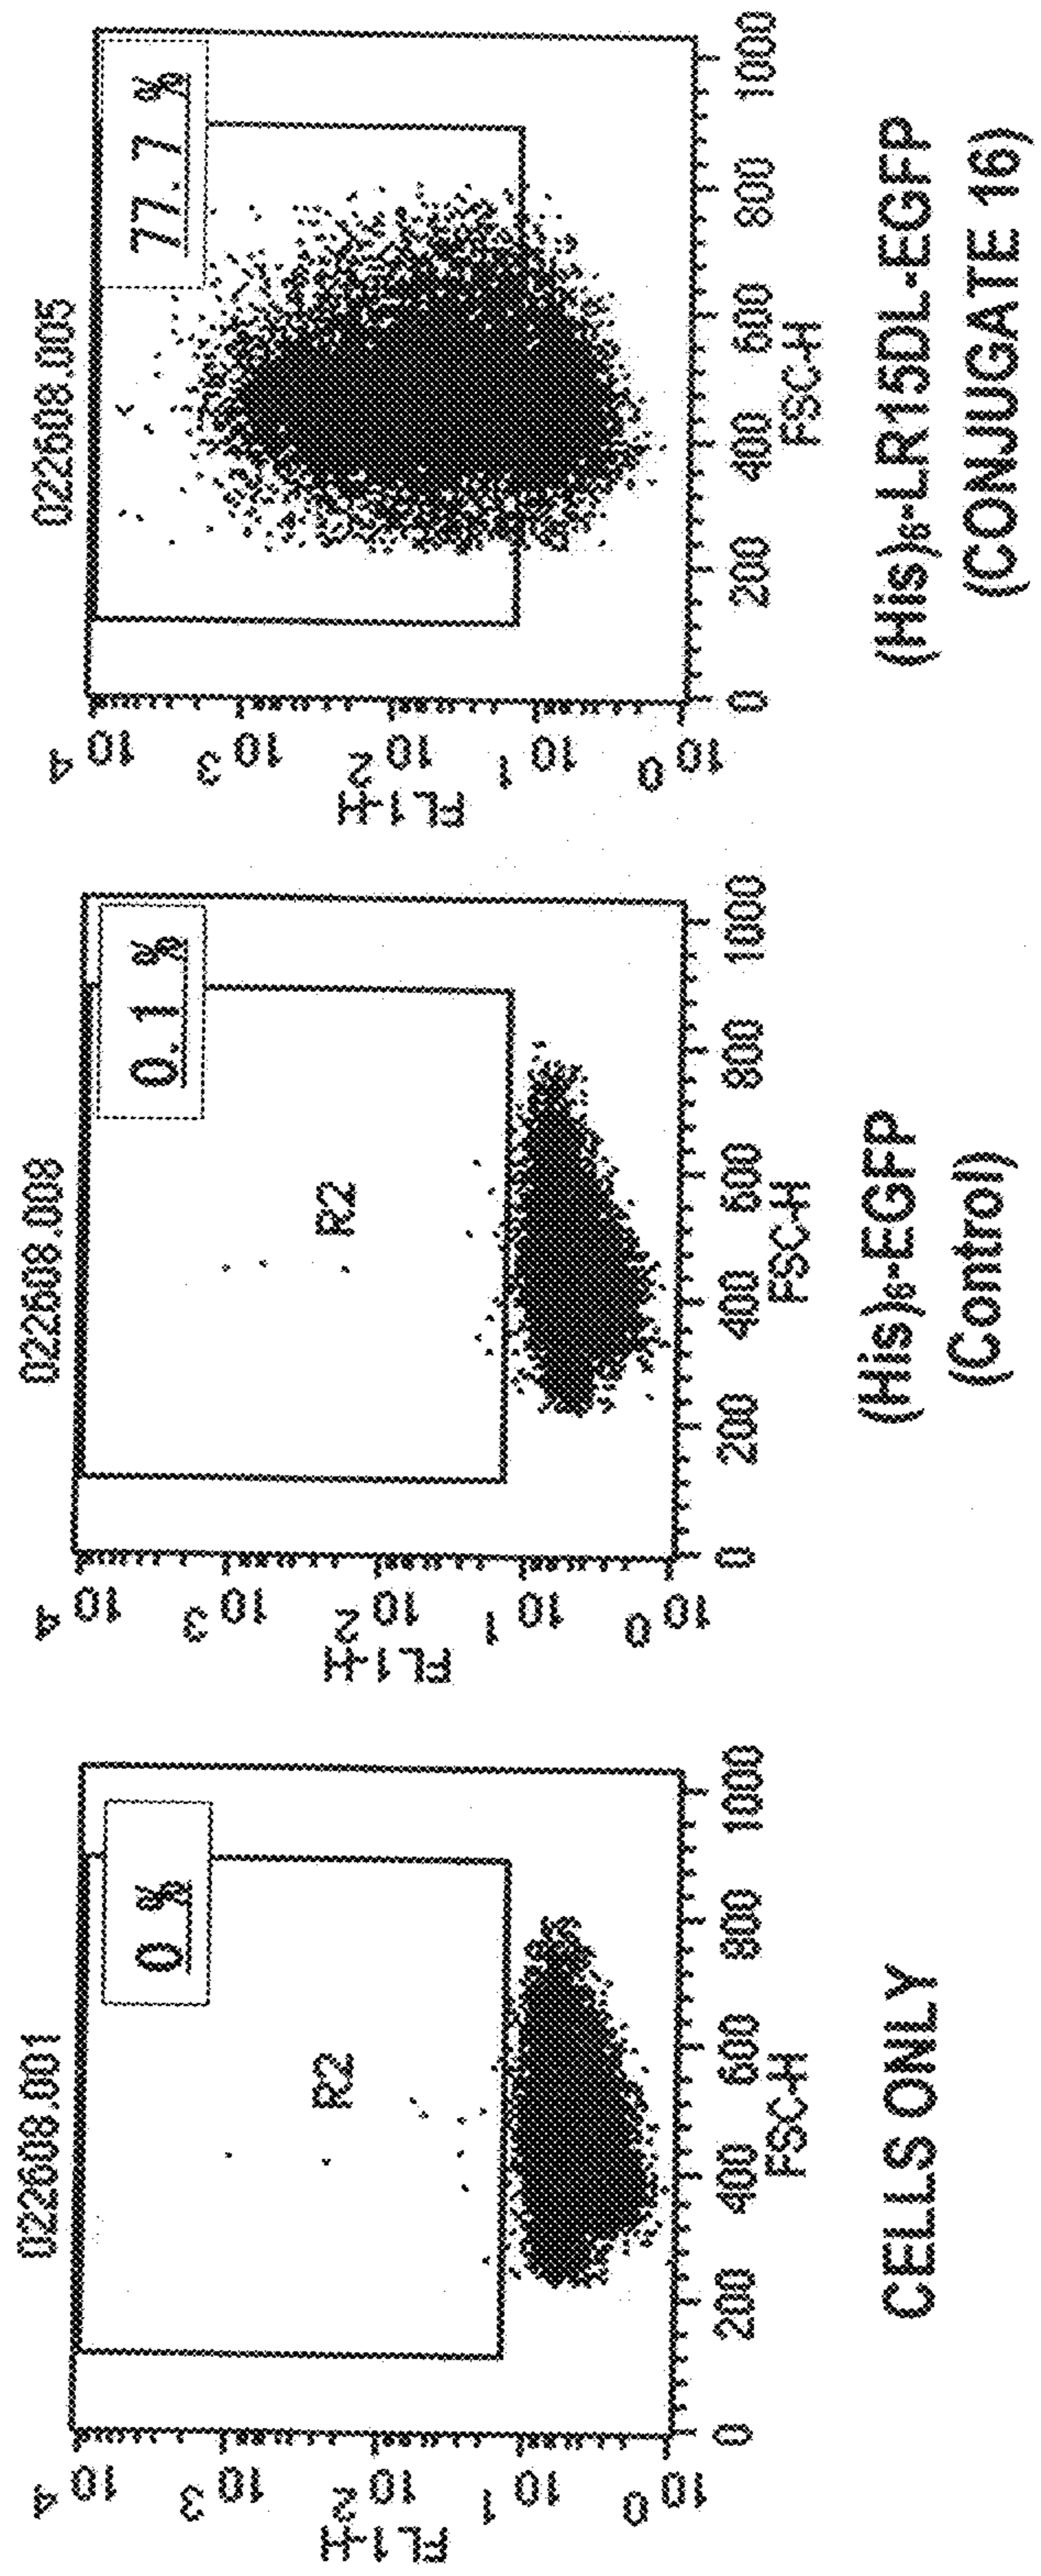 022608.001
0 %
R2
10 4
10 3
10 2
10 1
10 0
FL1-H
0 200 400 600 800 1000
FSC-H
CELLS ONLY
022608.008
0.1 %
R2
10 4
10 3
10 2
10 1
10 0
FL1-H
0 200 400 600 800 1000
FSC-H
(His)6-EGFP
(Control)
022608.005
77.7 %
10 4
10 3
10 2
10 1
10 0
FL1-H
0 200 400 600 800 1000
FSC-H
(His)6-LR15DL-EGFP
(CONJUGATE 16)